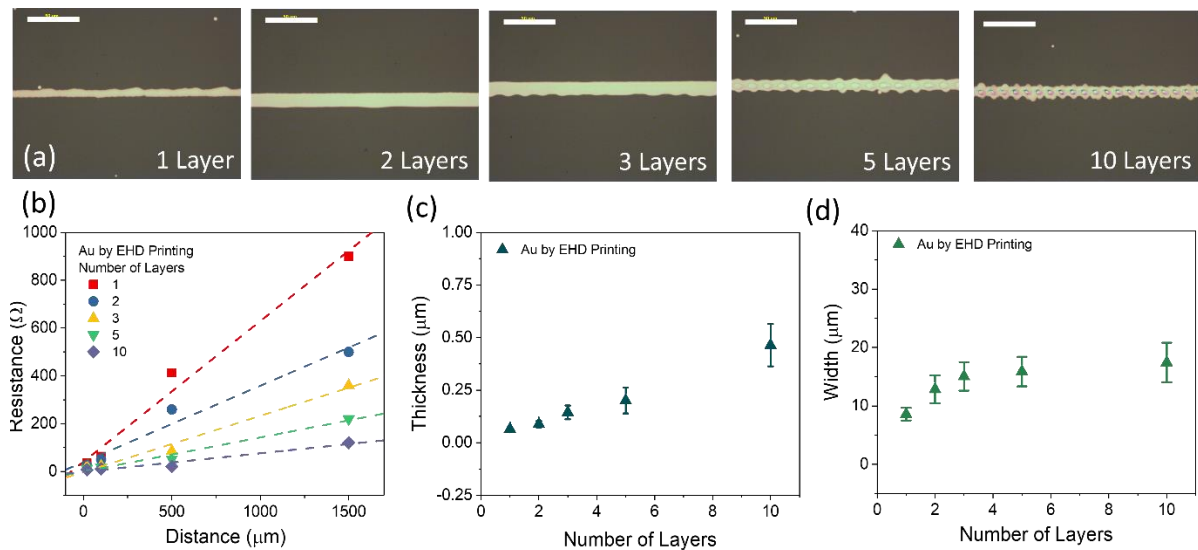 (a)
1 Layer
2 Layers
3 Layers
5 Layers
10 Layers
(b)
Au by EHD Printing
Number of Layers
1
2
3
5
10
1000
800
600
400
200
0
Resistance (Ω)
0
500
1000
1500
Distance (μm)
(c)
Au by EHD Printing
1.00
0.75
0.50
0.25
0.00
-0.25
Thickness (μm)
0
2
4
6
8
10
Number of Layers
(d)
Au by EHD Printing
40
30
20
10
0
Width (μm)
0
2
4
6
8
10
Number of Layers